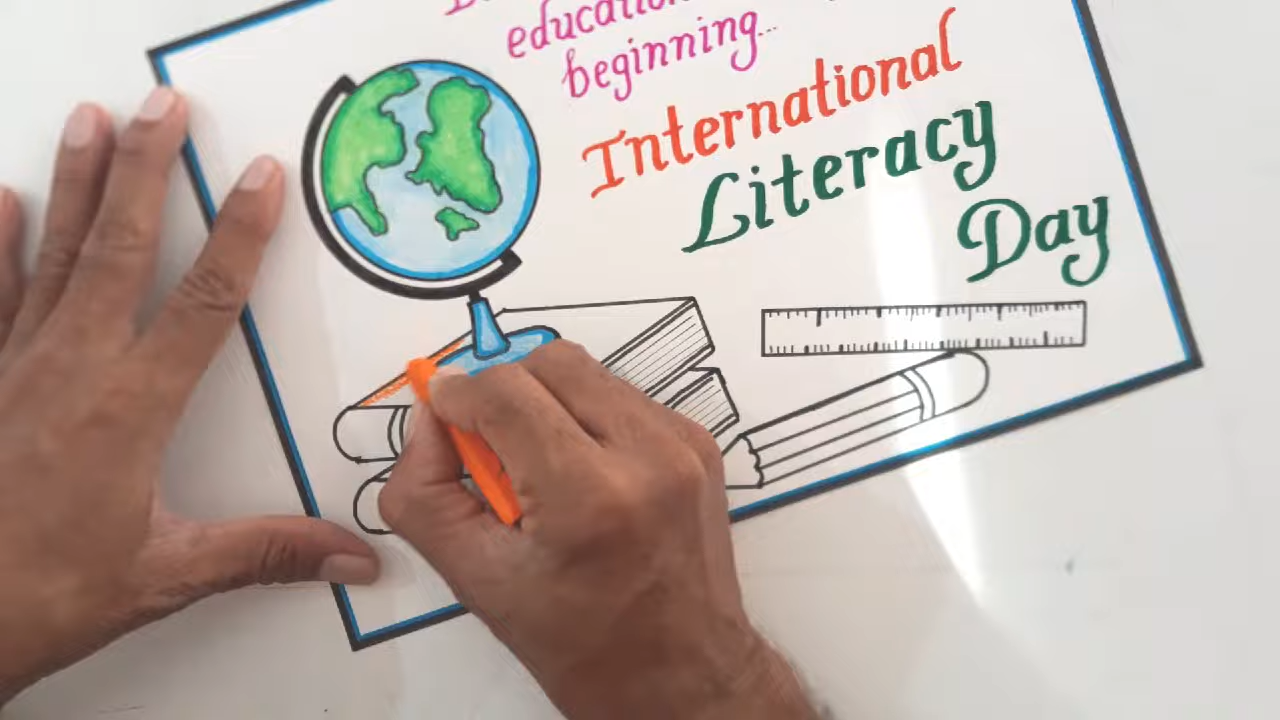 education
beginning...
International
Literacy
Day